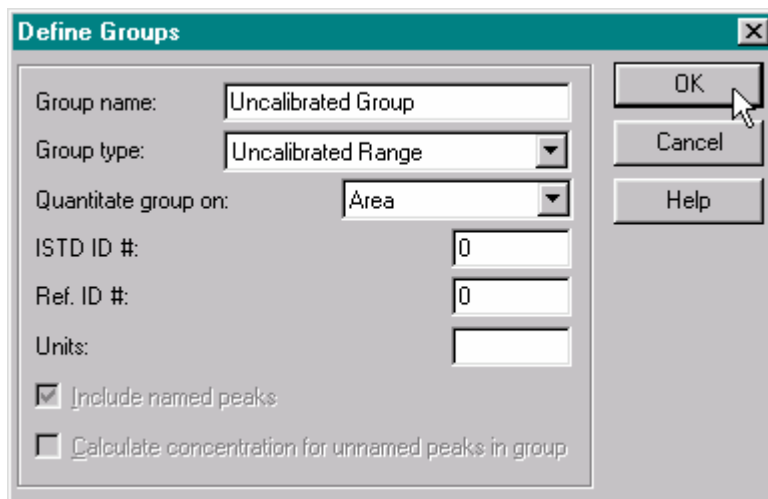 Define Groups
Group name: Uncalibrated Group
Group type: Uncalibrated Range
Quantitate group on: Area
ISTD ID #: 0
Ref. ID #: 0
Units:
Include named peaks
Calculate concentration for unnamed peaks in group
OK
Cancel
Help